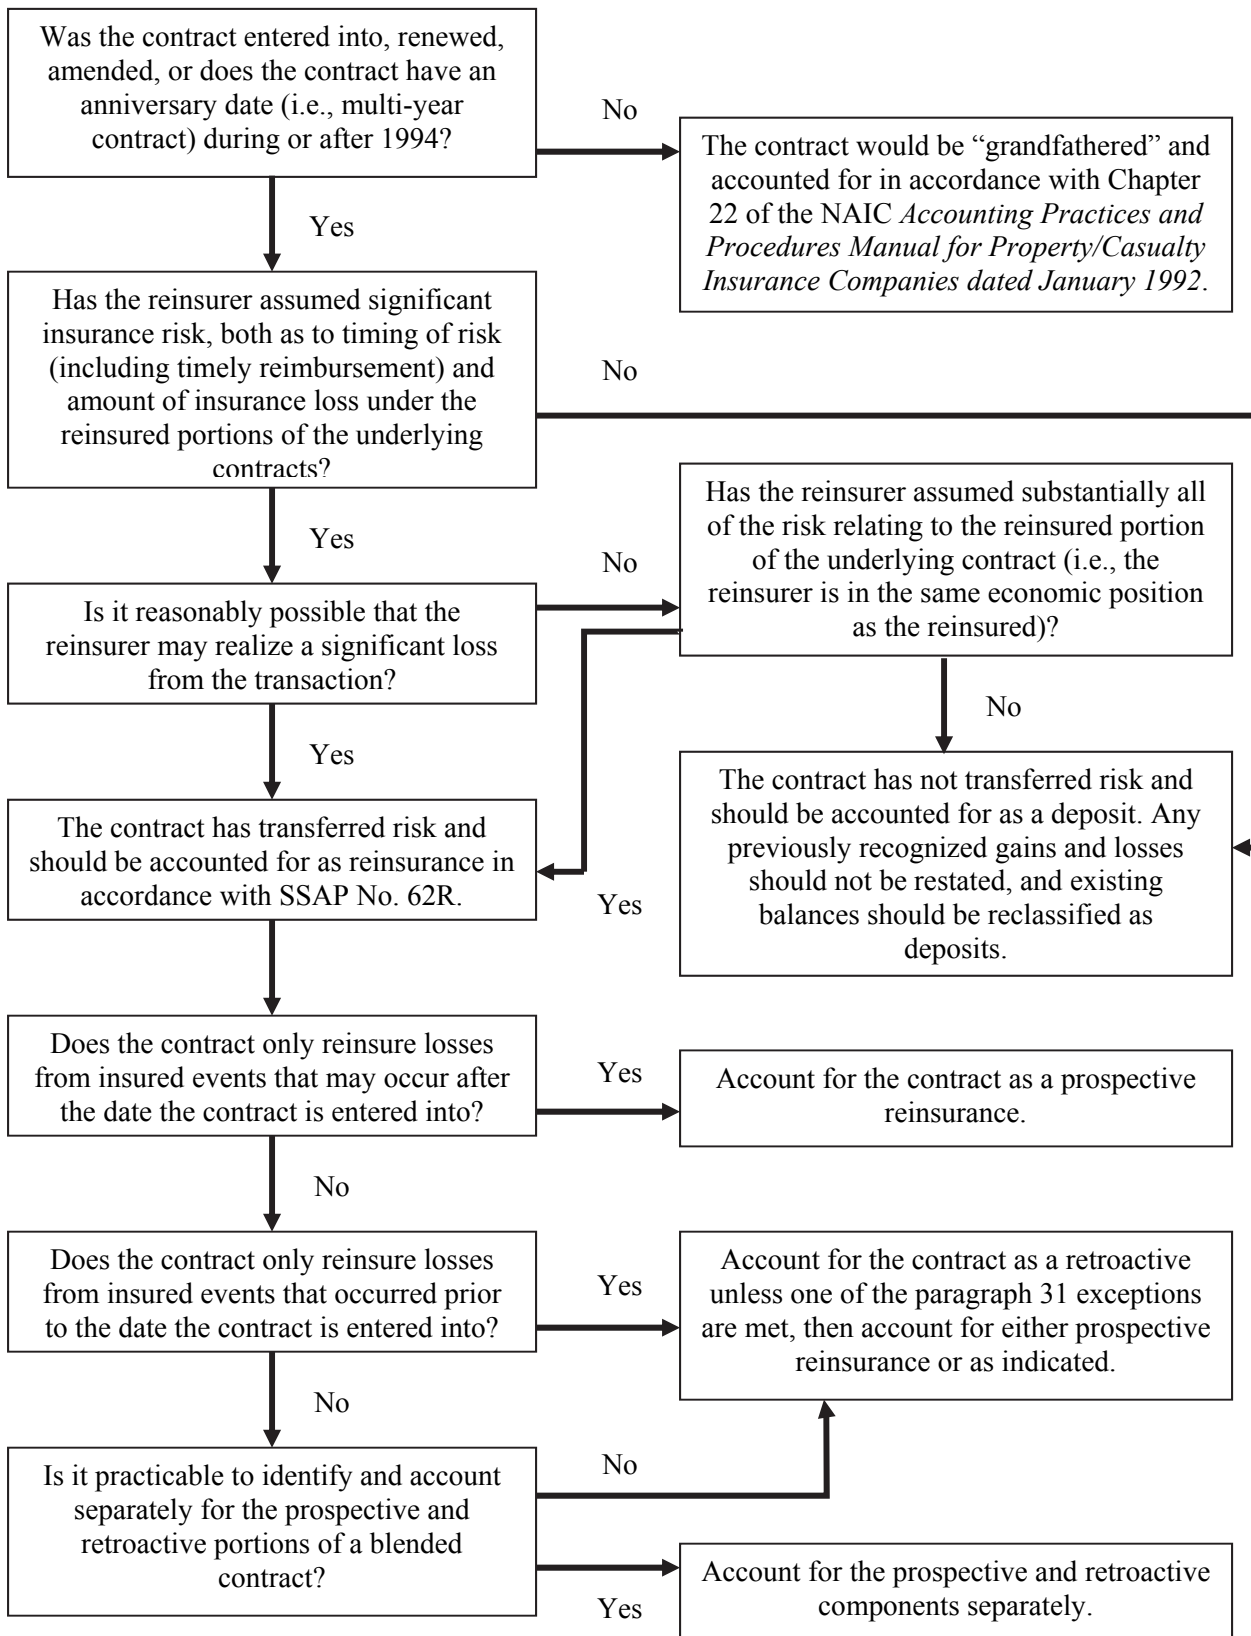 Was the contract entered into, renewed,
amended, or does the contract have an
anniversary date (i.e., multi-year
contract) during or after 1994?
No
The contract would be “grandfathered” and
accounted for in accordance with Chapter
22 of the NAIC Accounting Practices and
Procedures Manual for Property/Casualty
Insurance Companies dated January 1992.
Yes
Has the reinsurer assumed significant
insurance risk, both as to timing of risk
(including timely reimbursement) and
amount of insurance loss under the
reinsured portions of the underlying
contracts?
No
Yes
Has the reinsurer assumed substantially all
of the risk relating to the reinsured portion
of the underlying contract (i.e., the
reinsurer is in the same economic position
as the reinsured)?
No
Is it reasonably possible that the
reinsurer may realize a significant loss
from the transaction?
No
Yes
The contract has not transferred risk and
should be accounted for as a deposit. Any
previously recognized gains and losses
should not be restated, and existing
balances should be reclassified as
deposits.
The contract has transferred risk and
should be accounted for as reinsurance in
accordance with SSAP No. 62R.
Yes
Does the contract only reinsure losses
from insured events that may occur after
the date the contract is entered into?
Yes
Account for the contract as a prospective
reinsurance.
No
Does the contract only reinsure losses
from insured events that occurred prior
to the date the contract is entered into?
Yes
Account for the contract as a retroactive
unless one of the paragraph 31 exceptions
are met, then account for either prospective
reinsurance or as indicated.
No
Is it practicable to identify and account
separately for the prospective and
retroactive portions of a blended
contract?
No
Yes
Account for the prospective and retroactive
components separately.